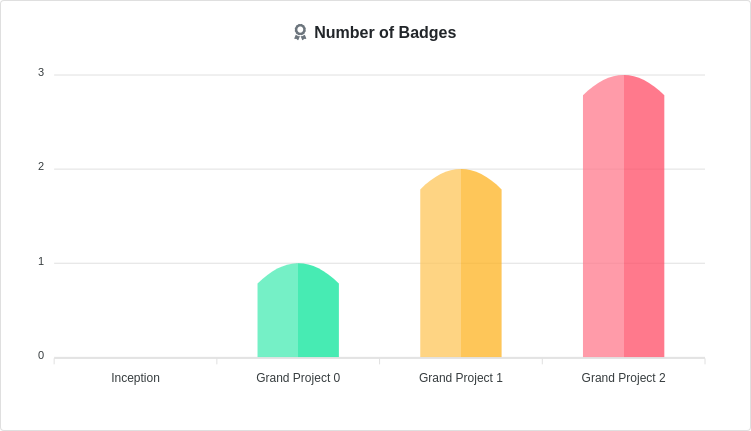 Number of Badges
3
2
1
0
Inception Grand Project 0 Grand Project 1 Grand Project 2